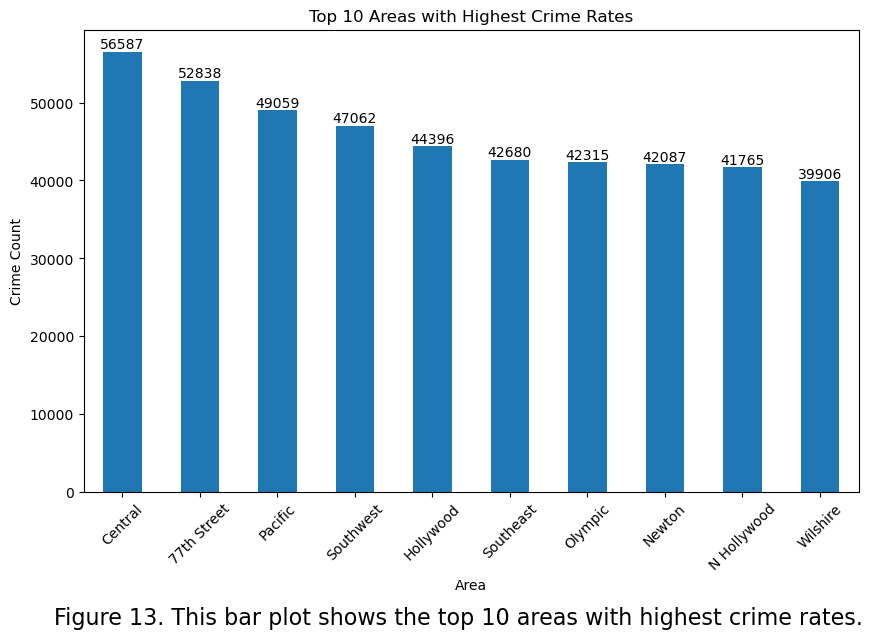 Top 10 Areas with Highest Crime Rates
56587
52838
49059
47062
44396
42680
42315
42087
41765
39906
50000
40000
30000
20000
10000
0
Crime Count
Central
77th Street
Pacific
Southwest
Hollywood
Southeast
Olympic
Newton
N Hollywood
Wilshire
Area
Figure 13. This bar plot shows the top 10 areas with highest crime rates.